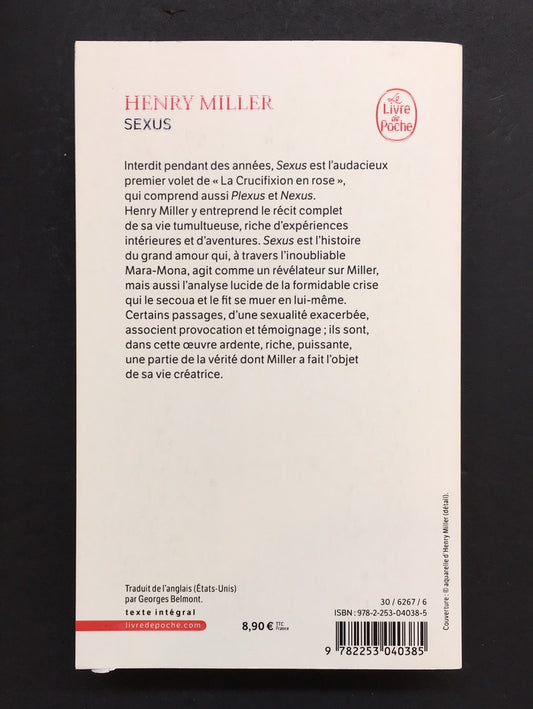 HENRY MILLER
SEXUS
Le
Livre
de
Poche
Interdit pendant des années, Sexus est l'audacieux
premier volet de « La Crucifixion en rose »,
qui comprend aussi Plexus et Nexus.
Henry Miller y entreprend le récit complet
de sa vie tumultueuse, riche d'expériences
intérieures et d'aventures. Sexus est l'histoire
du grand amour qui, à travers l'inoubliable
Mara-Mona, agit comme un révélateur sur Miller,
mais aussi l'analyse lucide de la formidable crise
qui le secoua et le fit se muer en lui-même.
Certains passages, d'une sexualité exacerbée,
associent provocation et témoignage ; ils sont,
dans cette œuvre ardente, riche, puissante,
une partie de la vérité dont Miller a fait l'objet
de sa vie créatrice.
Couverture : © aquarelle d'Henry Miller (détail).
Traduit de l'anglais (États-Unis)
par Georges Belmont.
texte intégral
livredepoche.com
8,90 € TTC
France
30 / 6267 / 6
ISBN : 978-2-253-04038-5
9 782253 040385